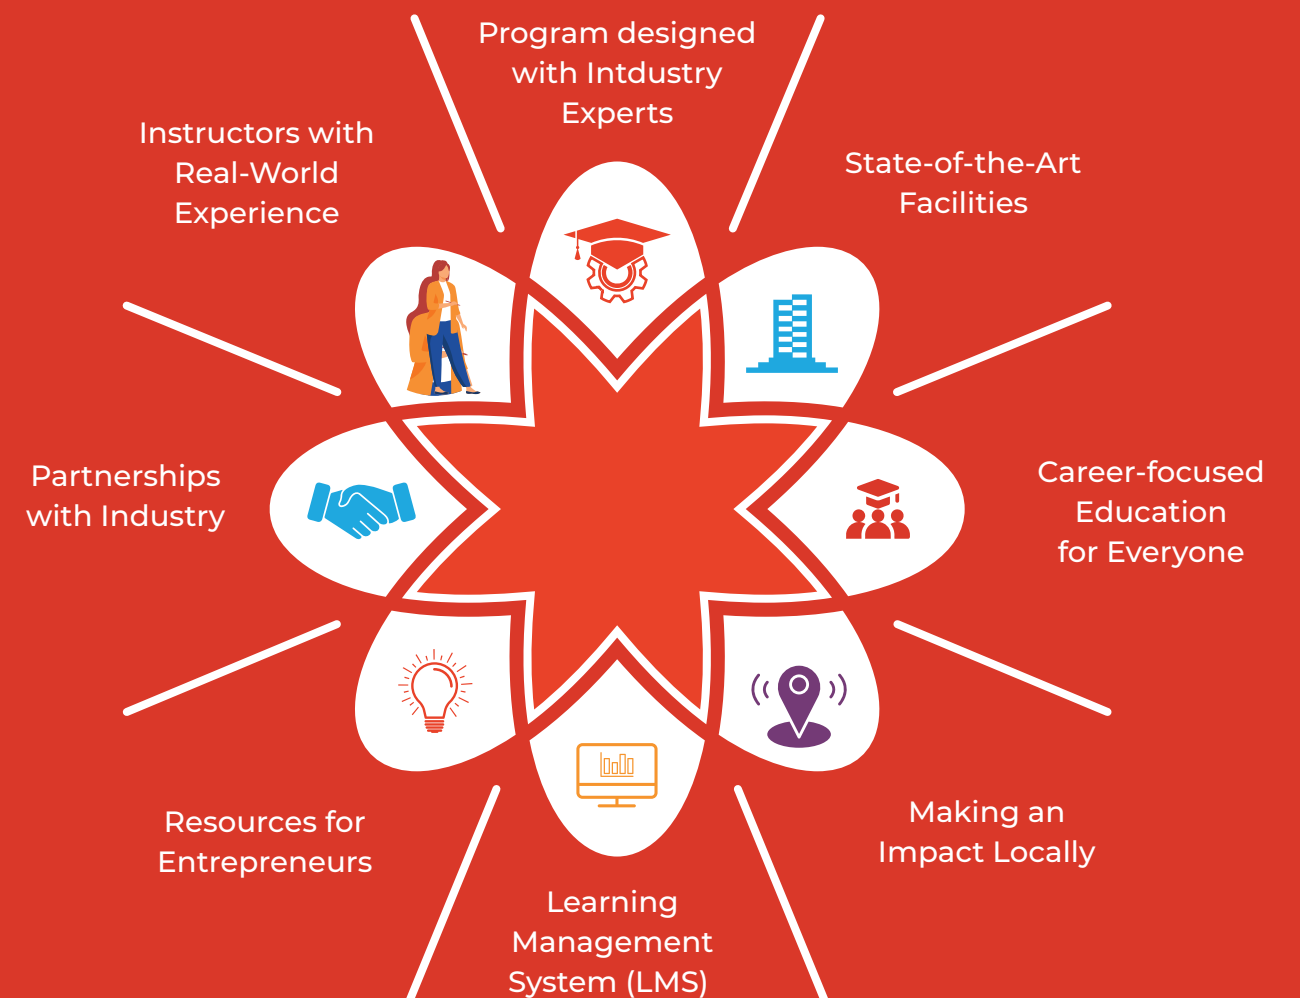 Program designed
with Intdustry
Experts
State-of-the-Art
Facilities
Career-focused
Education
for Everyone
Making an
Impact Locally
Learning
Management
System (LMS)
Resources for
Entrepreneurs
Partnerships
with Industry
Instructors with
Real-World
Experience